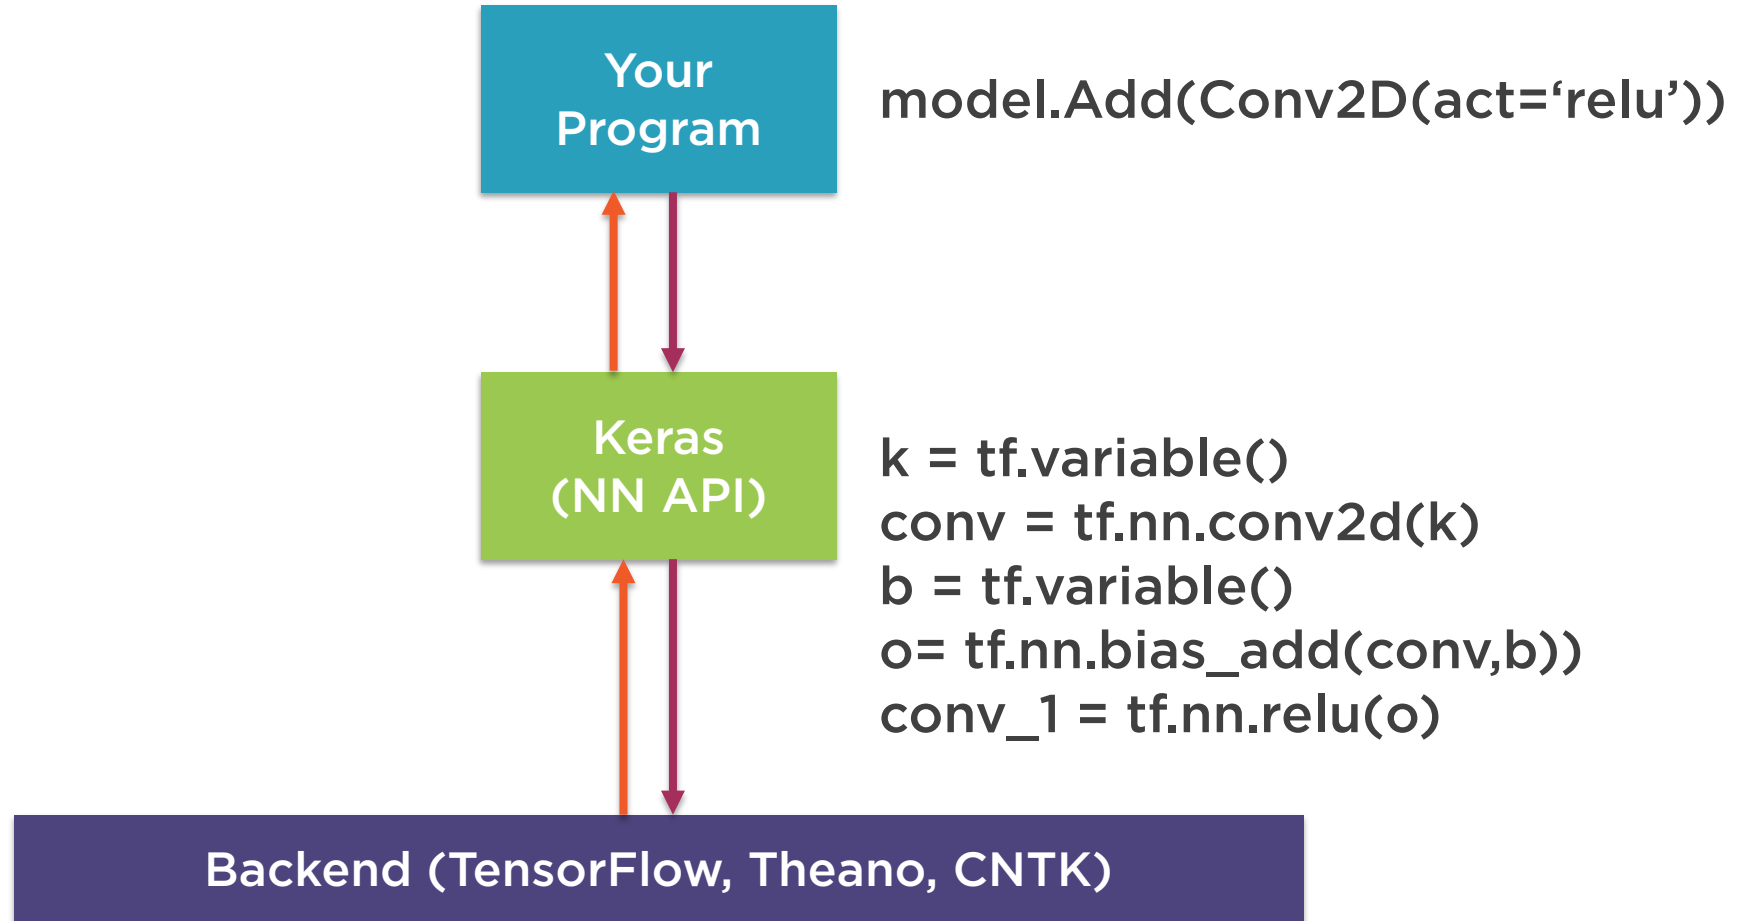 Your
Program
model.Add(Conv2D(act=‘relu’))
Keras
(NN API)
k = tf.variable()
conv = tf.nn.conv2d(k)
b = tf.variable()
o= tf.nn.bias_add(conv,b))
conv_1 = tf.nn.relu(o)
Backend (TensorFlow, Theano, CNTK)